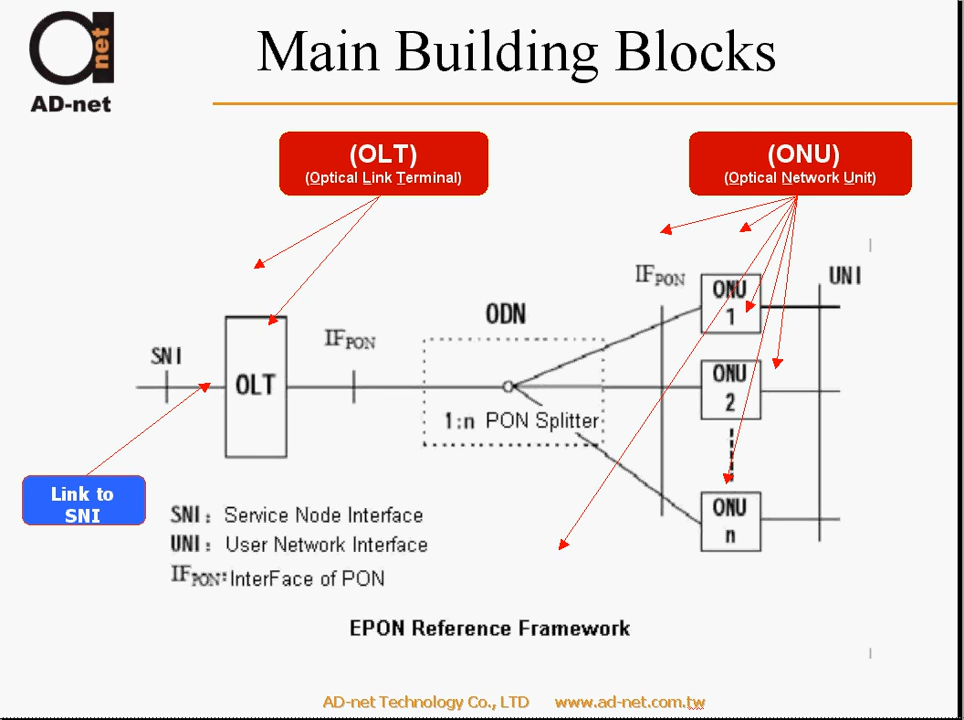 net
AD-net
Main Building Blocks
(OLT)
(Optical Link Terminal)
(ONU)
(Optical Network Unit)
IFPON
ONU
1
UNI
ODN
IFPON
SNI
OLT
ONU
2
1:n PON Splitter
Link to
SNI
ONU
n
SNI: Service Node Interface
UNI: User Network Interface
IFPON:InterFace of PON
EPON Reference Framework
AD-net Technology Co., LTD www.ad-net.com.tw